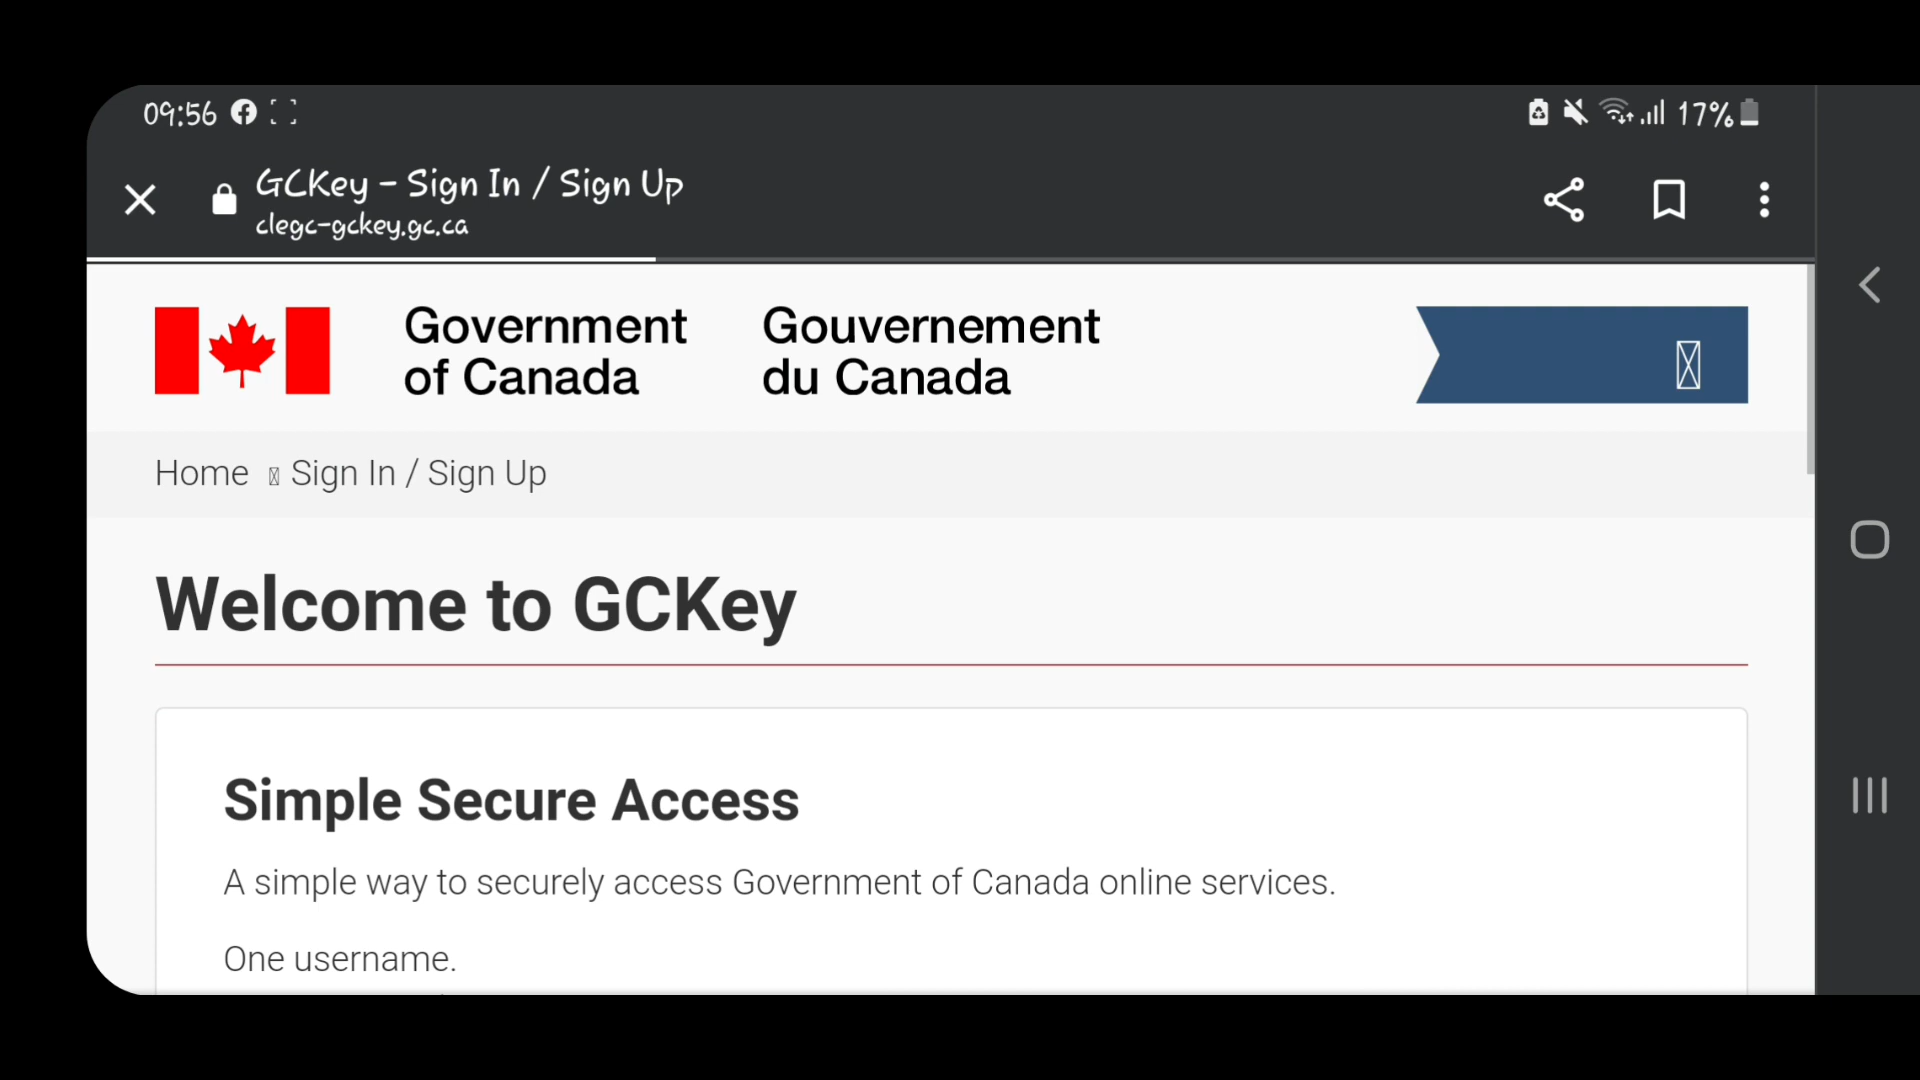 09:56
17%
GCKey - Sign In / Sign Up
clegc-gckey.gc.ca
Government of Canada
Gouvernement du Canada
Home Sign In / Sign Up
Welcome to GCKey
Simple Secure Access
A simple way to securely access Government of Canada online services.
One username.